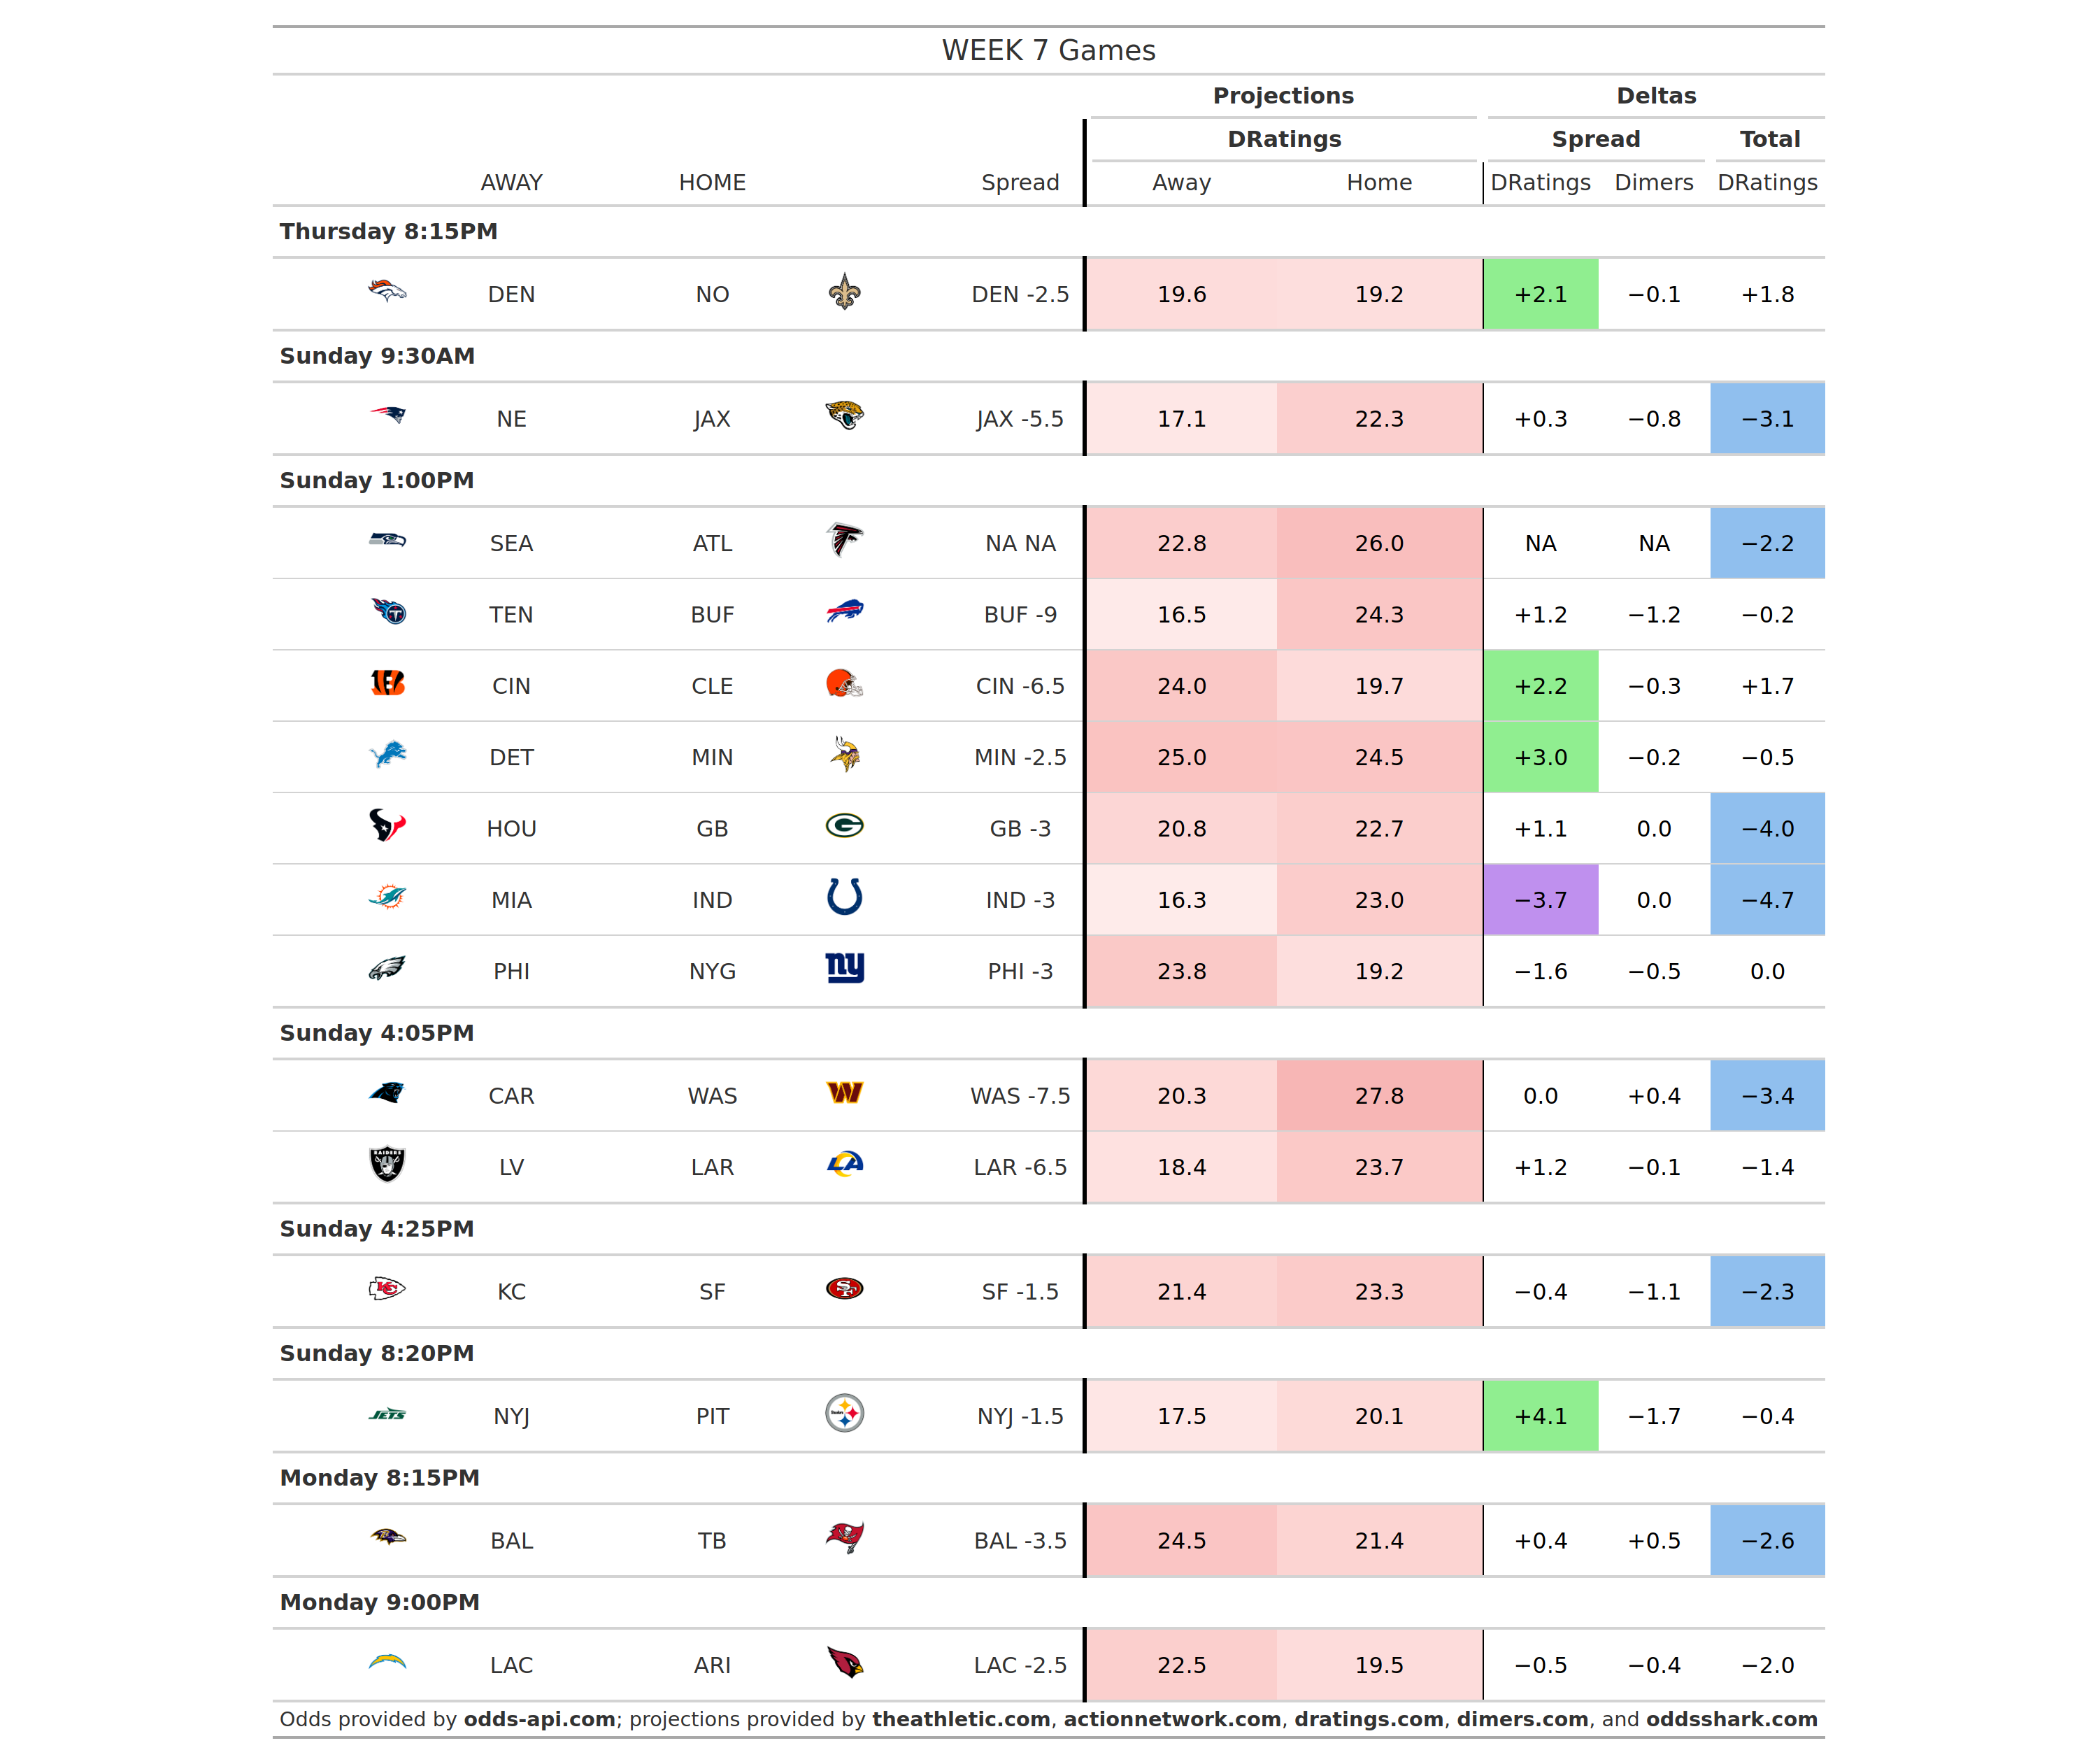 WEEK 7 Games
Projections Deltas
DRatings Spread Total
AWAY HOME Spread Away Home DRatings Dimers DRatings
Thursday 8:15PM
DEN NO DEN -2.5 19.6 19.2 +2.1 −0.1 +1.8
Sunday 9:30AM
NE JAX JAX -5.5 17.1 22.3 +0.3 −0.8 −3.1
Sunday 1:00PM
SEA ATL NA NA 22.8 26.0 NA NA −2.2
TEN BUF BUF -9 16.5 24.3 +1.2 −1.2 −0.2
CIN CLE CIN -6.5 24.0 19.7 +2.2 −0.3 +1.7
DET MIN MIN -2.5 25.0 24.5 +3.0 −0.2 −0.5
HOU GB GB -3 20.8 22.7 +1.1 0.0 −4.0
MIA IND IND -3 16.3 23.0 −3.7 0.0 −4.7
PHI NYG ny PHI -3 23.8 19.2 −1.6 −0.5 0.0
Sunday 4:05PM
CAR WAS WAS -7.5 20.3 27.8 0.0 +0.4 −3.4
RAIDERS LV LAR LA LAR -6.5 18.4 23.7 +1.2 −0.1 −1.4
Sunday 4:25PM
KC KC SF SF SF -1.5 21.4 23.3 −0.4 −1.1 −2.3
Sunday 8:20PM
JETS NYJ PIT Steelers NYJ -1.5 17.5 20.1 +4.1 −1.7 −0.4
Monday 8:15PM
BAL TB BAL -3.5 24.5 21.4 +0.4 +0.5 −2.6
Monday 9:00PM
LAC ARI LAC -2.5 22.5 19.5 −0.5 −0.4 −2.0
Odds provided by odds-api.com; projections provided by theathletic.com, actionnetwork.com, dratings.com, dimers.com, and oddsshark.com